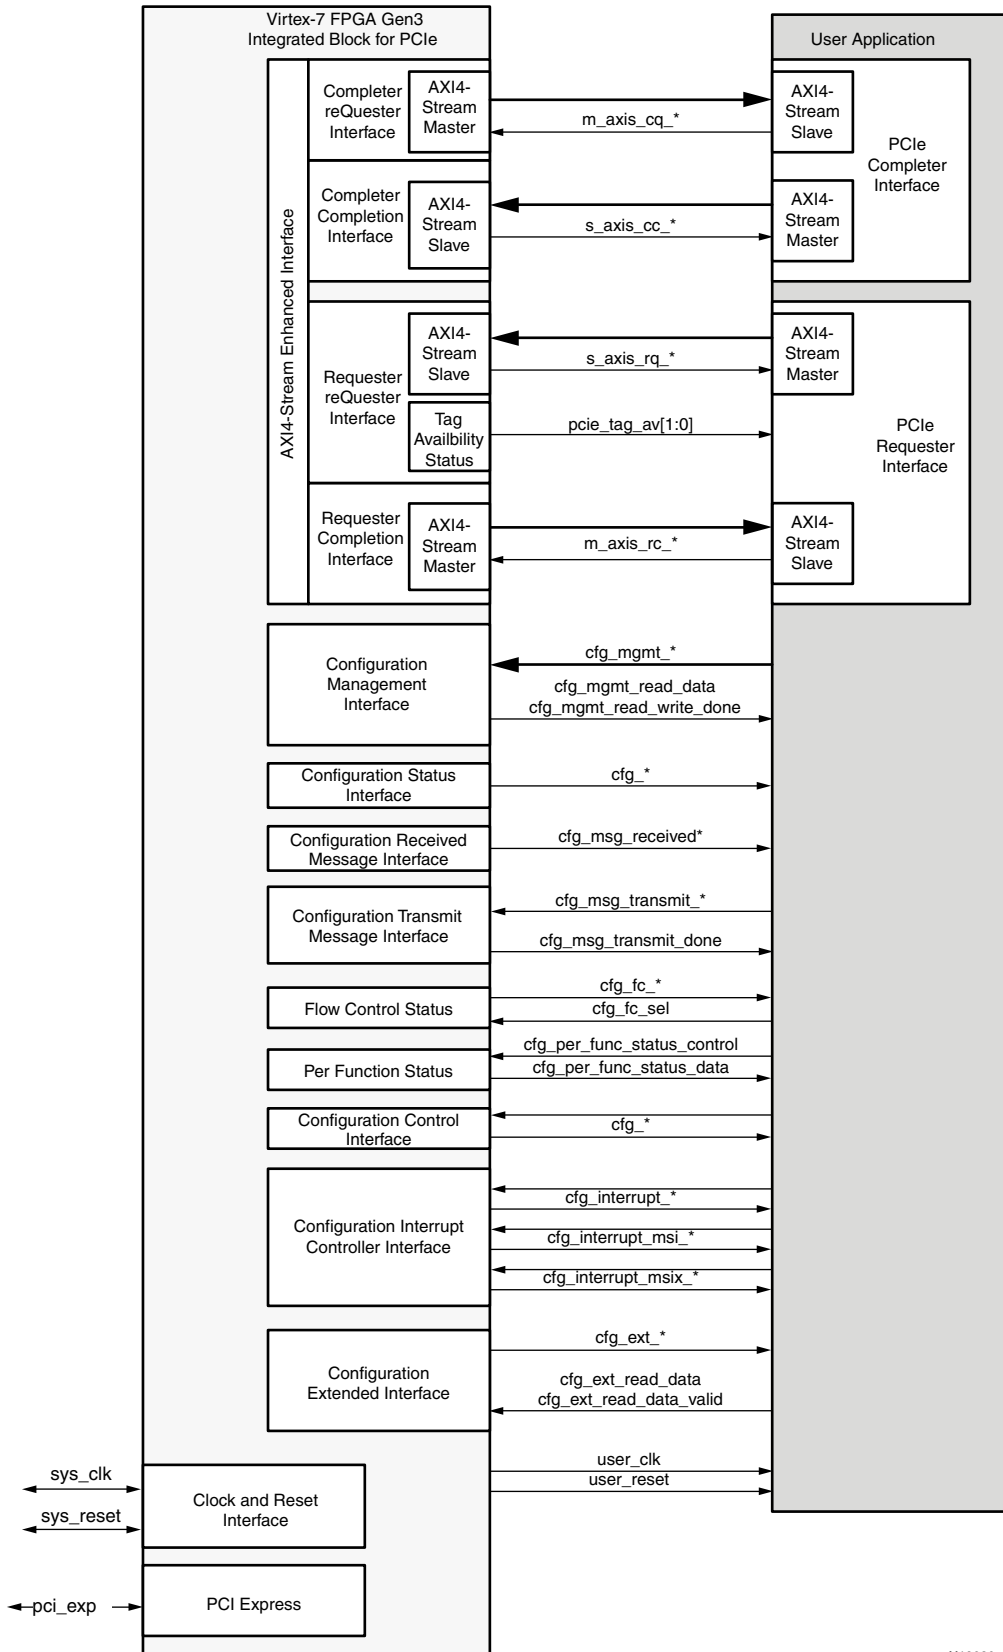 Virtex-7 FPGA Gen3
Integrated Block for PCIe
User Application
AXI4-Stream Enhanced Interface
Completer
reQuester
Interface
AXI4-
Stream
Master
m_axis_cq_*
AXI4-
Stream
Slave
PCIe
Completer
Interface
Completer
Completion
Interface
AXI4-
Stream
Slave
s_axis_cc_*
AXI4-
Stream
Master
Requester
reQuester
Interface
AXI4-
Stream
Slave
s_axis_rq_*
AXI4-
Stream
Master
Tag
Availbility
Status
pcie_tag_av[1:0]
PCIe
Requester
Interface
Requester
Completion
Interface
AXI4-
Stream
Master
m_axis_rc_*
AXI4-
Stream
Slave
Configuration
Management
Interface
cfg_mgmt_*
cfg_mgmt_read_data
cfg_mgmt_read_write_done
Configuration Status
Interface
cfg_*
Configuration Received
Message Interface
cfg_msg_received*
Configuration Transmit
Message Interface
cfg_msg_transmit_*
cfg_msg_transmit_done
Flow Control Status
cfg_fc_*
cfg_fc_sel
Per Function Status
cfg_per_func_status_control
cfg_per_func_status_data
Configuration Control
Interface
cfg_*
Configuration Interrupt
Controller Interface
cfg_interrupt_*
cfg_interrupt_msi_*
cfg_interrupt_msix_*
Configuration
Extended Interface
cfg_ext_*
cfg_ext_read_data
cfg_ext_read_data_valid
user_clk
user_reset
sys_clk
sys_reset
Clock and Reset
Interface
pci_exp
PCI Express